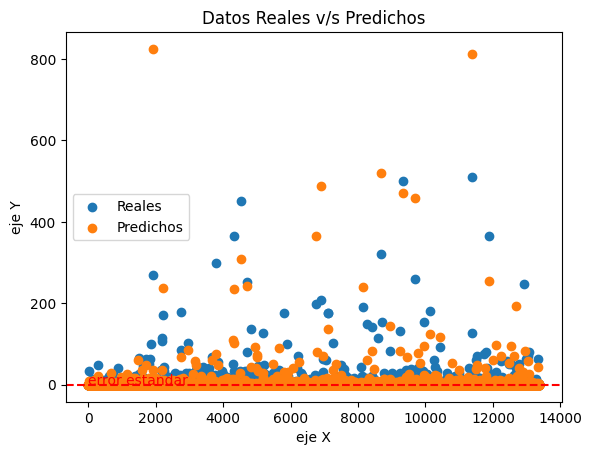 Datos Reales v/s Predichos
800
600
eje Y
400
200
0
Reales
Predichos
error estandar
0
2000
4000
6000
8000
10000
12000
14000
eje X